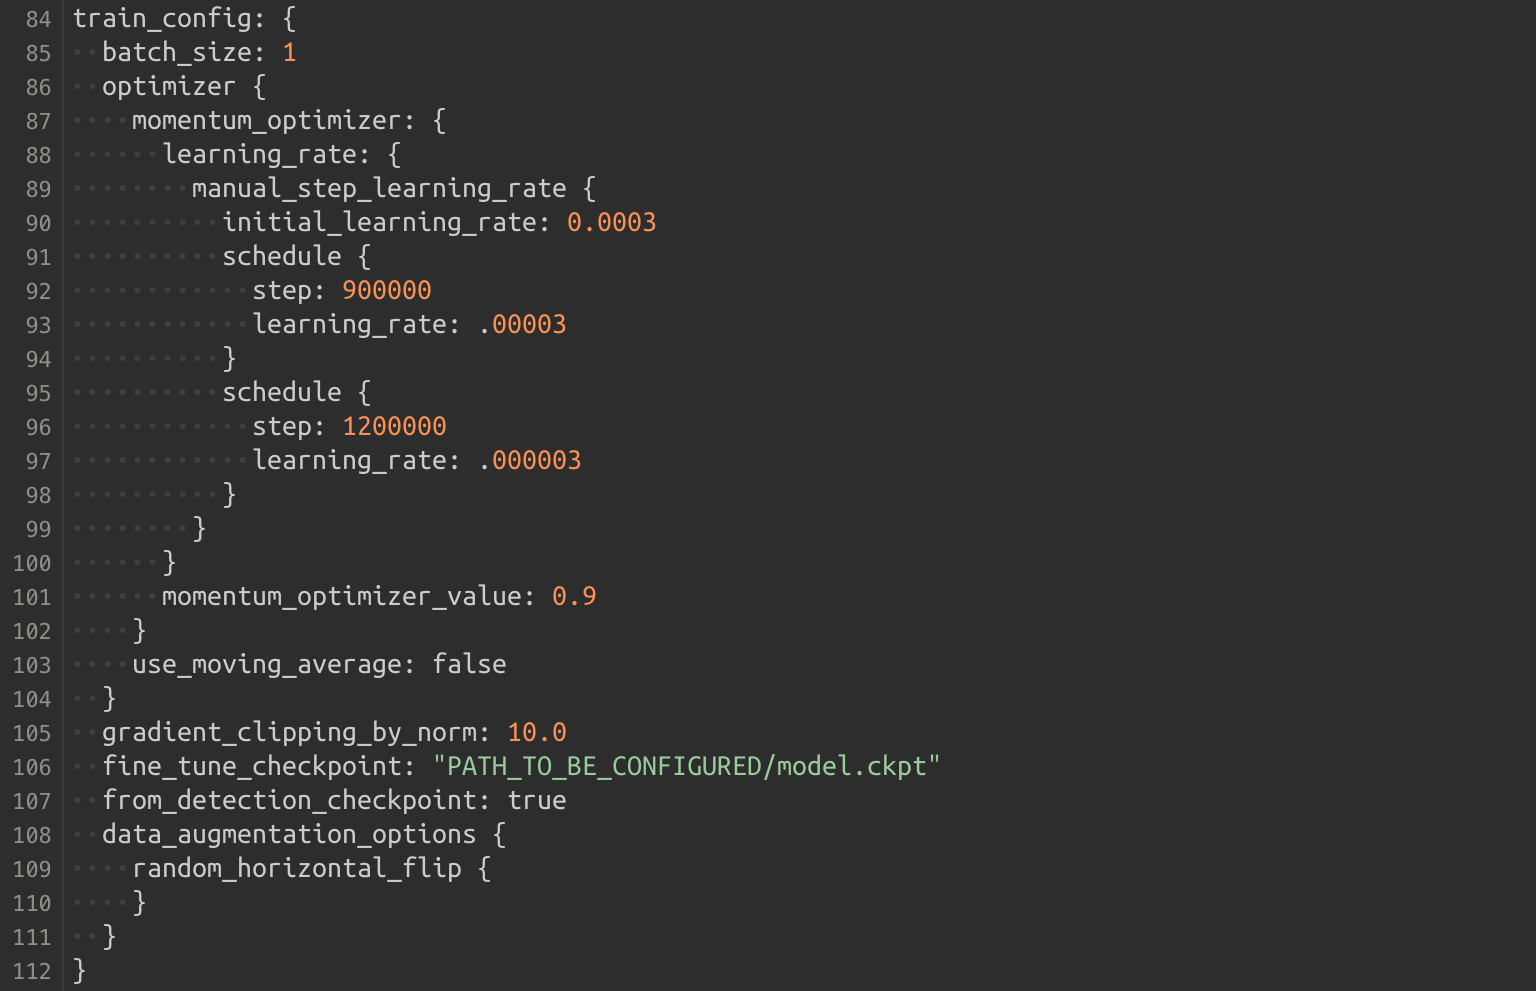 84 train_config: {
85   batch_size: 1
86   optimizer {
87     momentum_optimizer: {
88       learning_rate: {
89         manual_step_learning_rate {
90           initial_learning_rate: 0.0003
91           schedule {
92             step: 900000
93             learning_rate: .00003
94           }
95           schedule {
96             step: 1200000
97             learning_rate: .000003
98           }
99         }
100       }
101       momentum_optimizer_value: 0.9
102     }
103     use_moving_average: false
104   }
105   gradient_clipping_by_norm: 10.0
106   fine_tune_checkpoint: "PATH_TO_BE_CONFIGURED/model.ckpt"
107   from_detection_checkpoint: true
108   data_augmentation_options {
109     random_horizontal_flip {
110     }
111   }
112 }